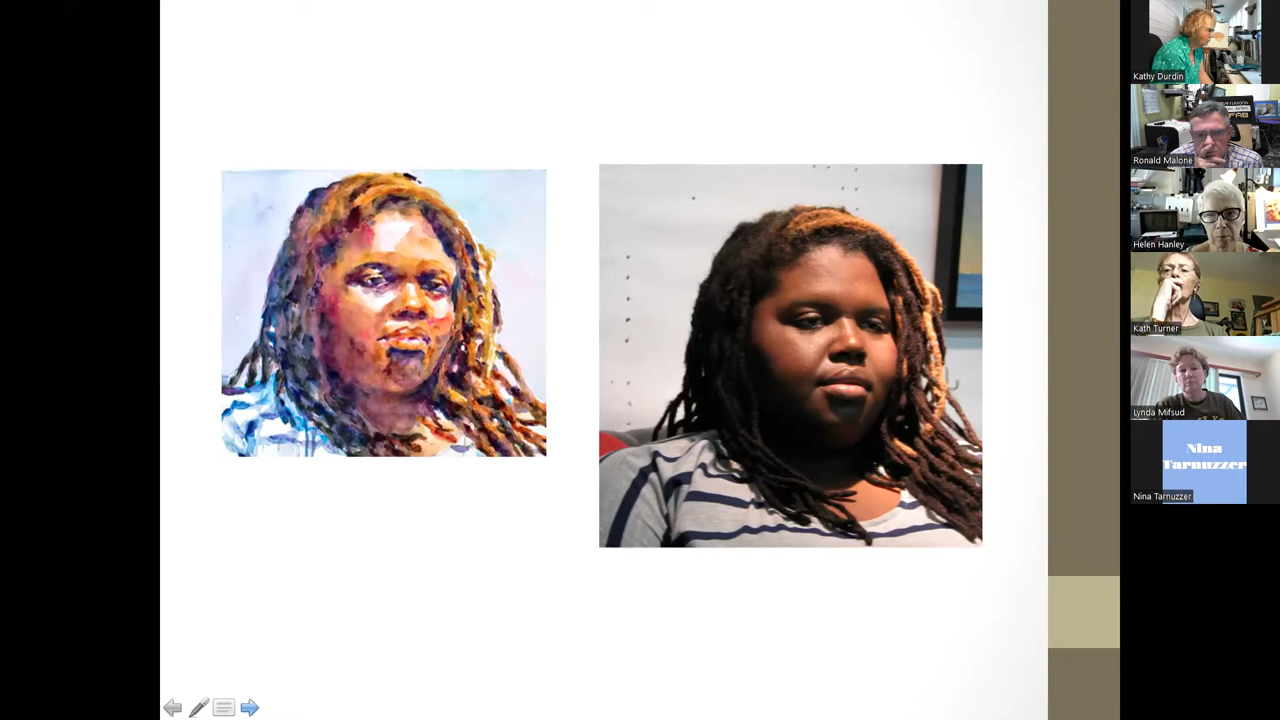 Kathy Durdin
Ronald Malone
Helen Hanley
Kath Turner
Lynda Mifsud
Nina
Tarnuzzer
Nina Tarnuzzer